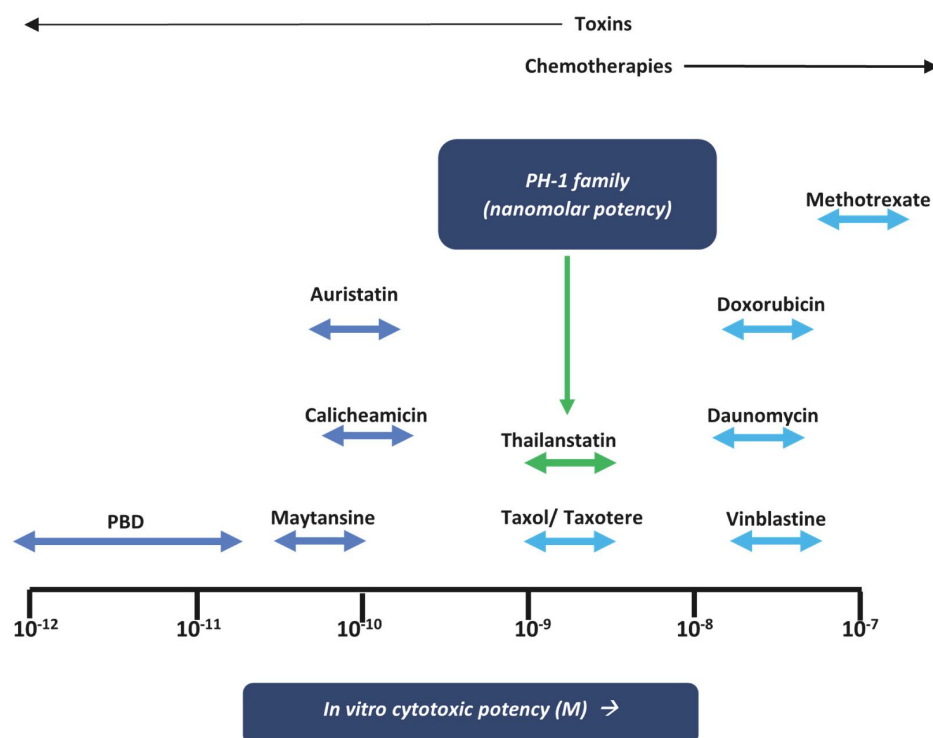 Toxins
Chemotherapies
PH-1 family
(nanomolar potency)
Methotrexate
Auristatin
Doxorubicin
Calicheamicin
Daunomycin
Thailanstatin
PBD
Maytansine
Taxol/ Taxotere
Vinblastine
10⁻¹² 10⁻¹¹ 10⁻¹⁰ 10⁻⁹ 10⁻⁸ 10⁻⁷
In vitro cytotoxic potency (M) →